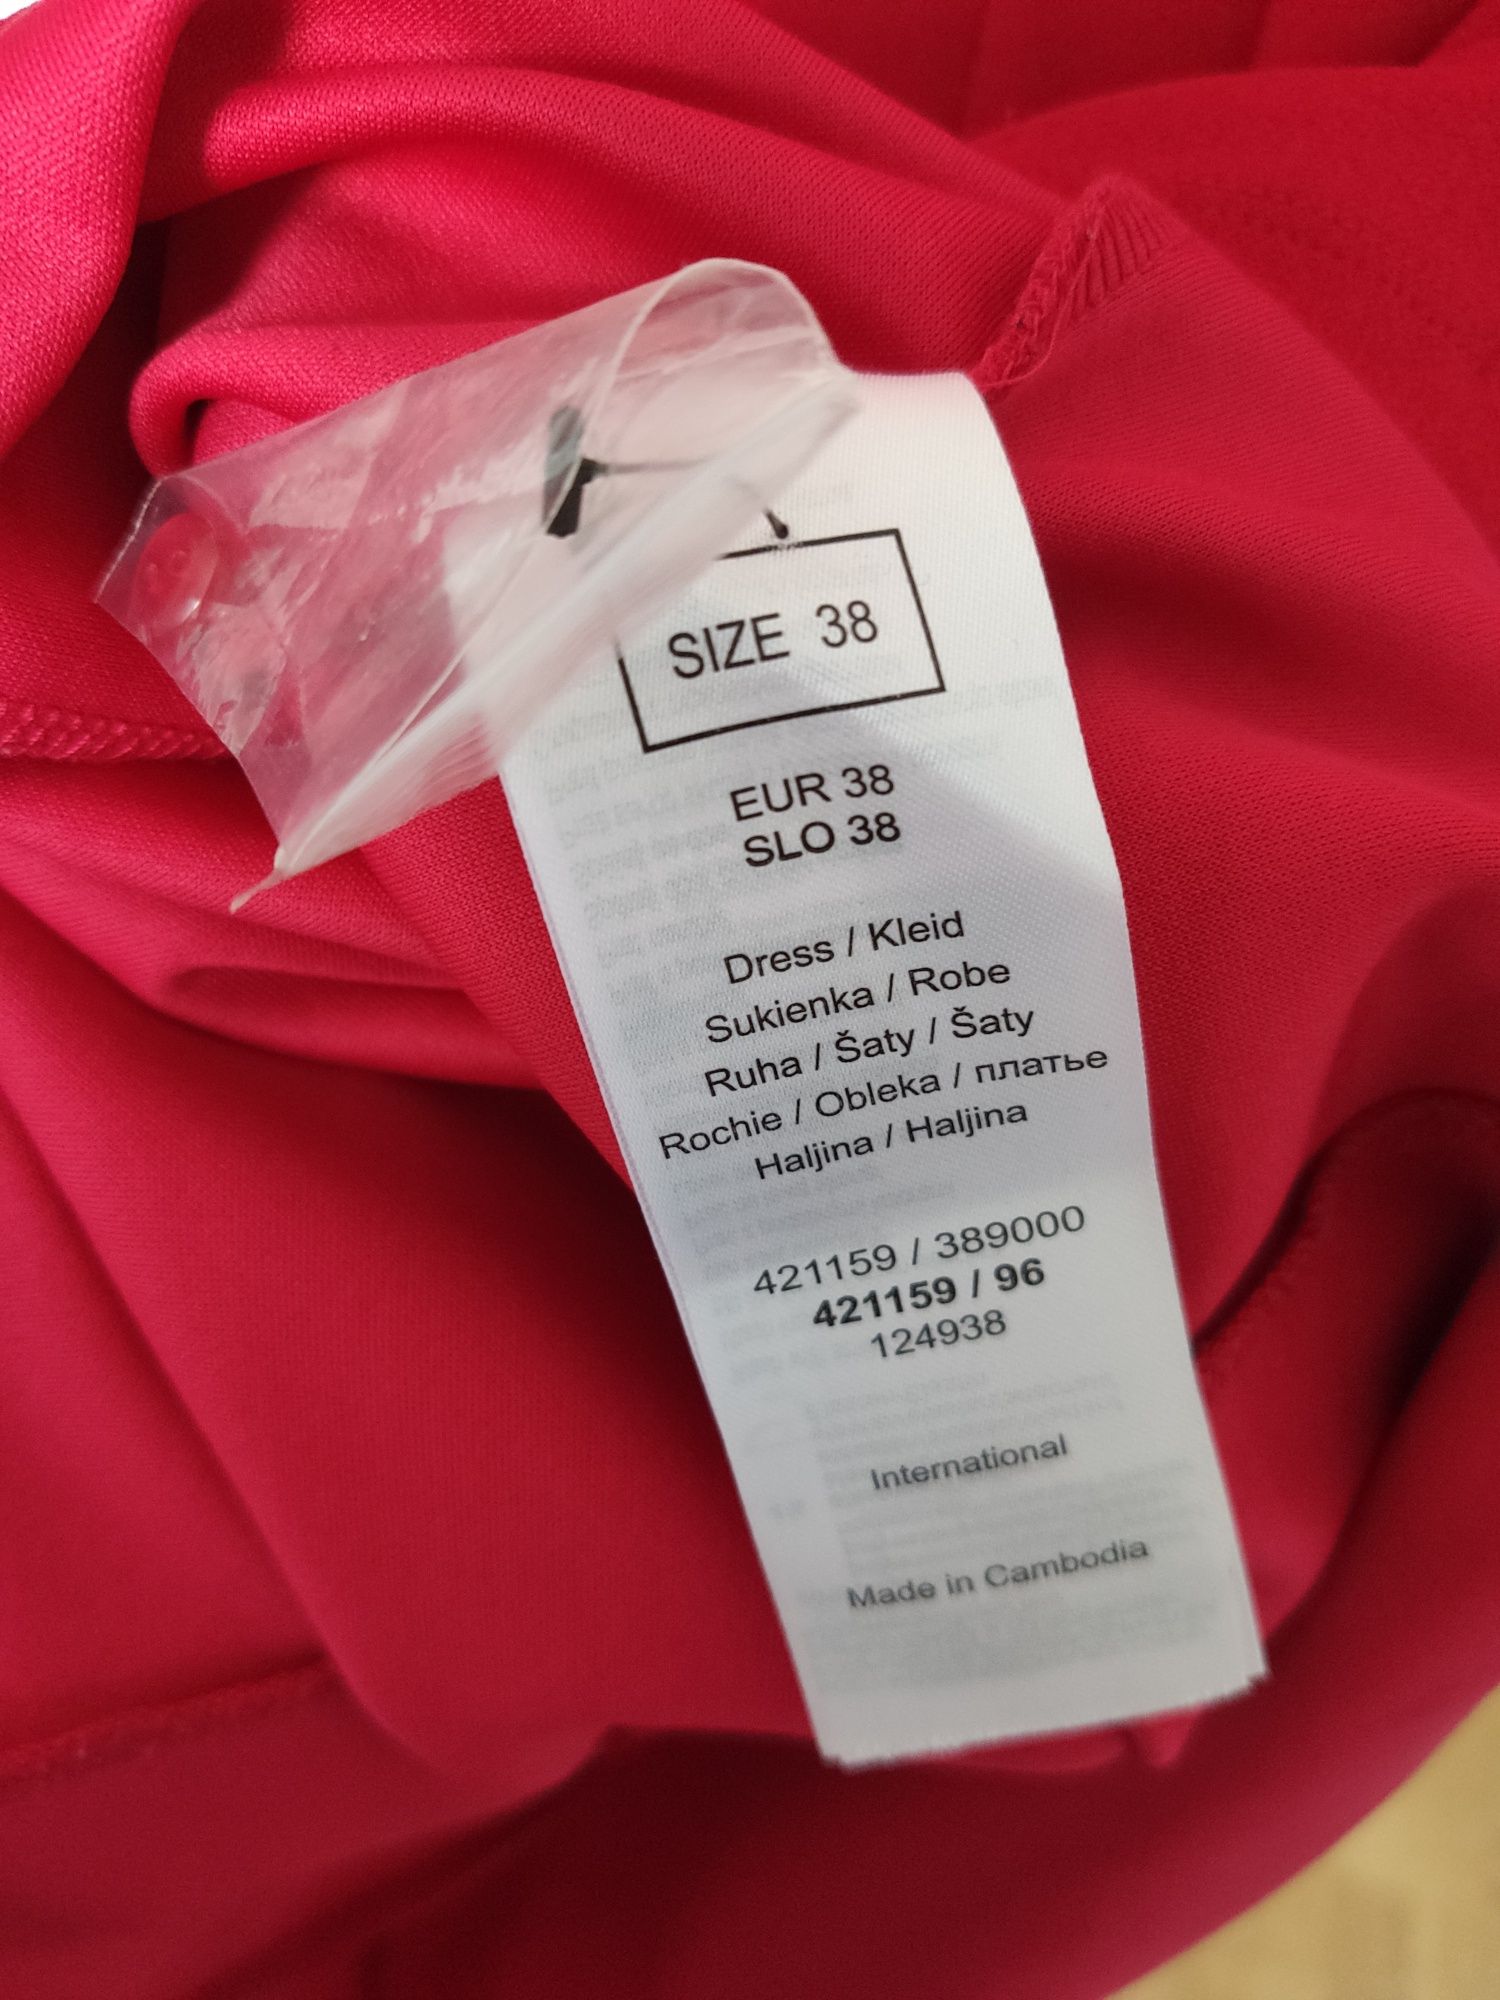 SIZE 38
EUR 38
SLO 38
Dress / Kleid
Sukienka / Robe
Ruha / Šaty / Šaty
Rochie / Obleka / платье
Haljina / Haljina
421159 / 389000
421159 / 96
124938
International
Made in Cambodia